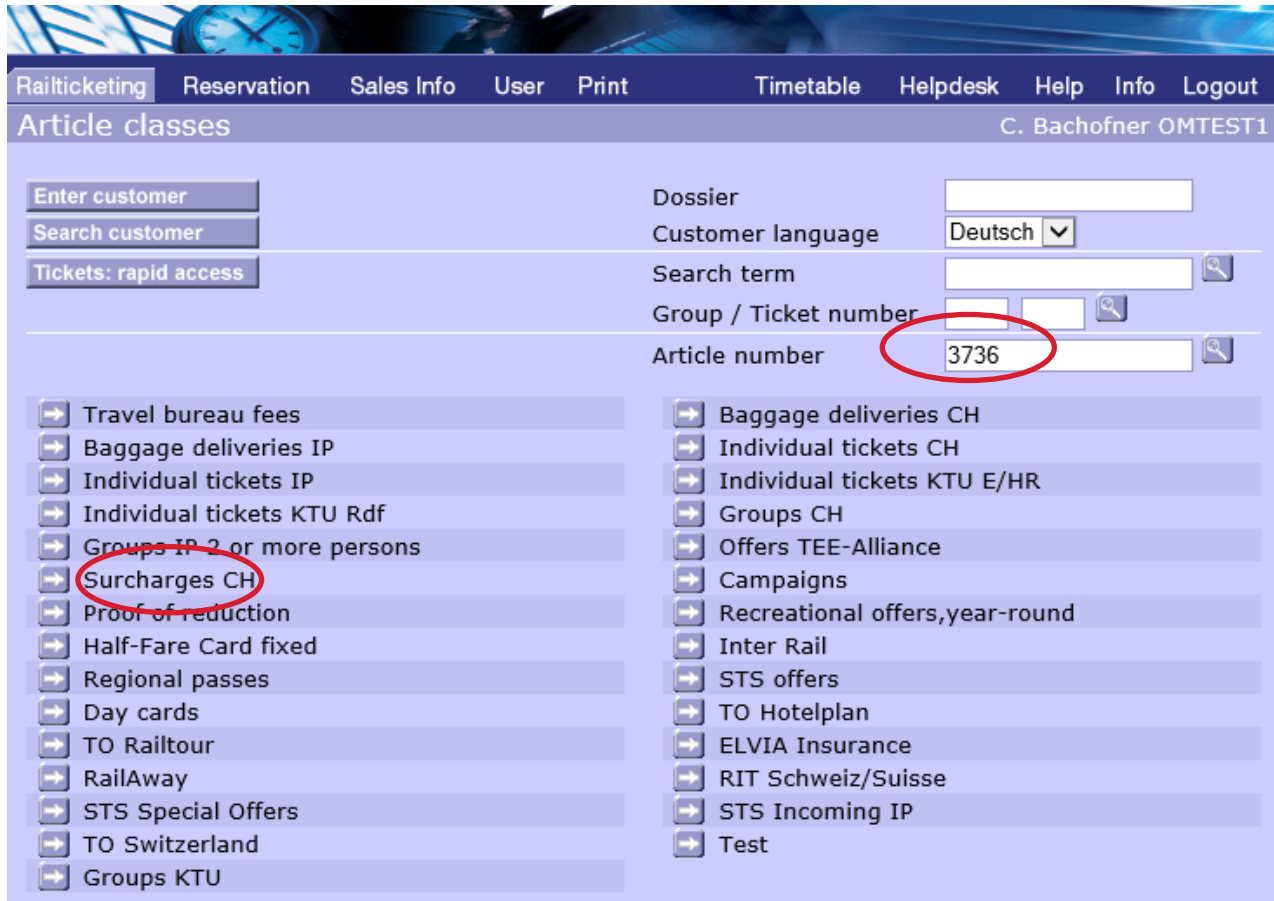 Railticketing Reservation Sales Info User Print Timetable Helpdesk Help Info Logout
Article classes C. Bachofner OMTEST1
Enter customer
Search customer
Tickets: rapid access
Dossier
Customer language Deutsch
Search term
Group / Ticket number
Article number 3736
Travel bureau fees
Baggage deliveries IP
Individual tickets IP
Individual tickets KTU Rdf
Groups IP 2 or more persons
Surcharges CH
Proof of reduction
Half-Fare Card fixed
Regional passes
Day cards
TO Railtour
RailAway
STS Special Offers
TO Switzerland
Groups KTU
Baggage deliveries CH
Individual tickets CH
Individual tickets KTU E/HR
Groups CH
Offers TEE-Alliance
Campaigns
Recreational offers,year-round
Inter Rail
STS offers
TO Hotelplan
ELVIA Insurance
RIT Schweiz/Suisse
STS Incoming IP
Test